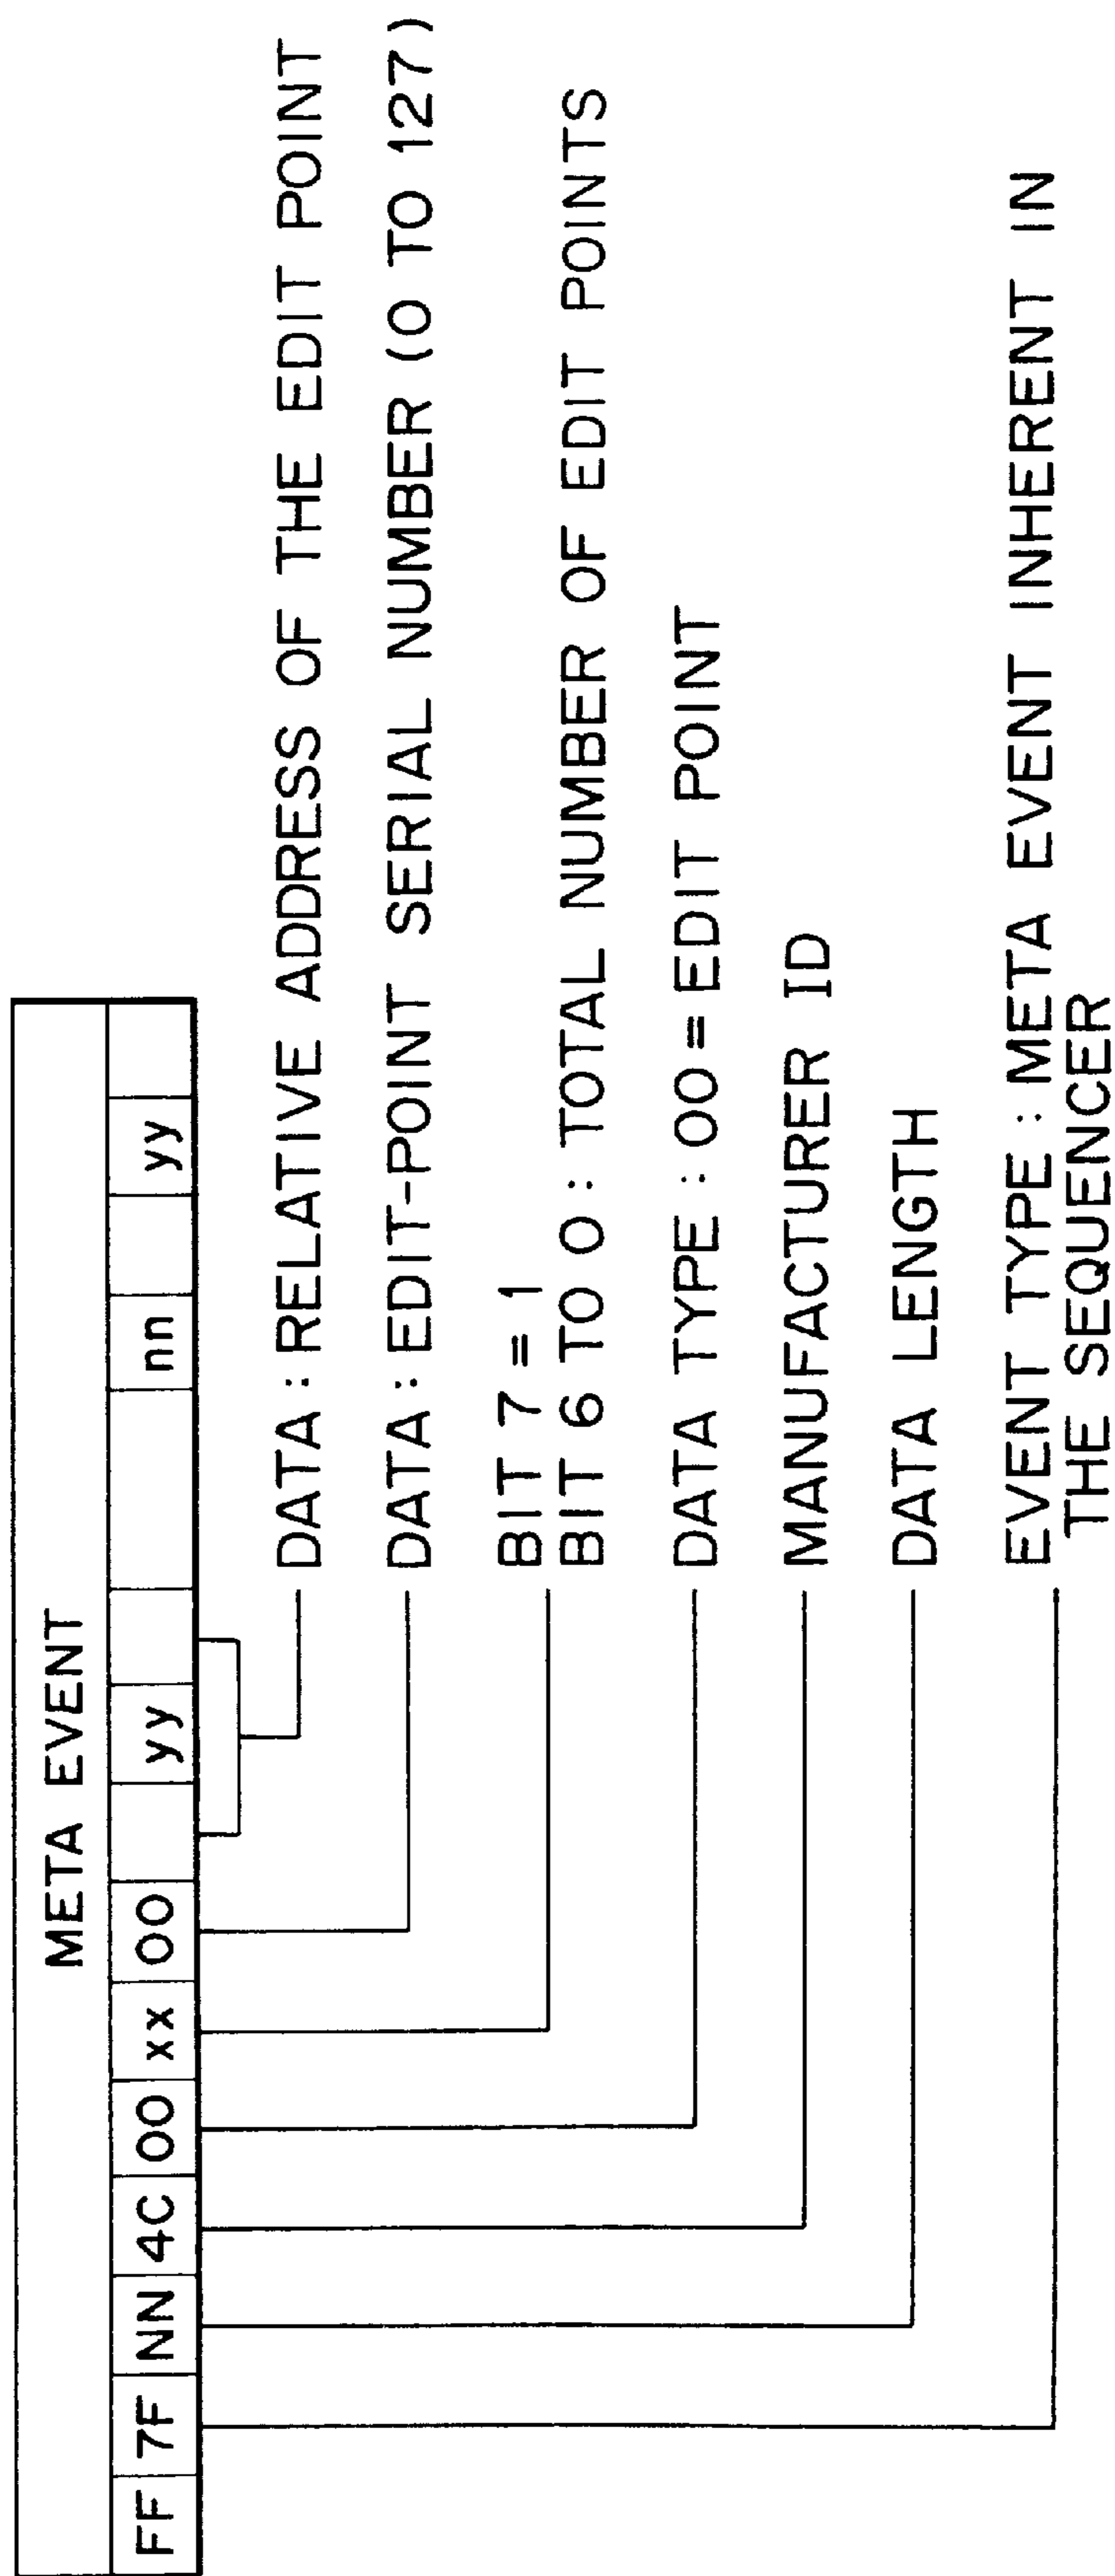 META EVENT
FF 7F NN 4C 00 xx 00 yy nn yy
DATA : RELATIVE ADDRESS OF THE EDIT POINT
DATA : EDIT-POINT SERIAL NUMBER (0 TO 127)
BIT 7 = 1
BIT 6 TO 0 : TOTAL NUMBER OF EDIT POINTS
DATA TYPE : 00 = EDIT POINT
MANUFACTURER ID
DATA LENGTH
EVENT TYPE : META EVENT INHERENT IN
THE SEQUENCER